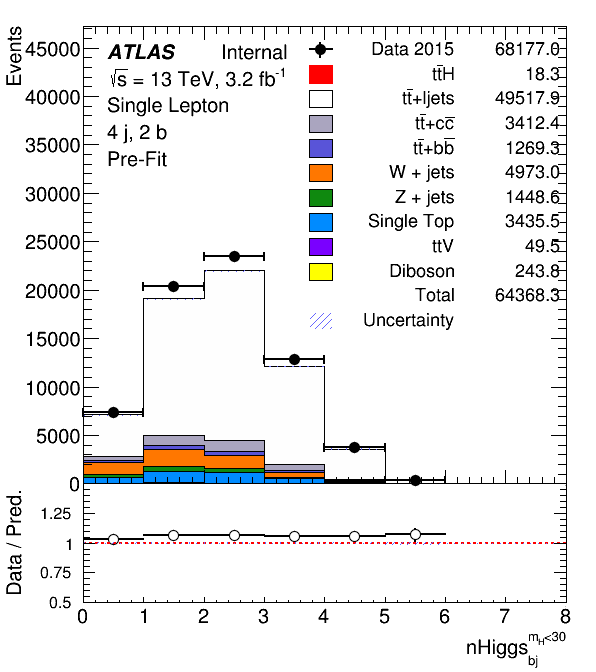 Events
45000
40000
35000
30000
25000
20000
15000
10000
5000
0
ATLAS Internal
√s = 13 TeV, 3.2 fb⁻¹
Single Lepton
4 j, 2 b
Pre-Fit
Data 2015 68177.0
tt̄H 18.3
tt̄+ljets 49517.9
tt̄+cc̄ 3412.4
tt̄+bb̄ 1269.3
W + jets 4973.0
Z + jets 1448.6
Single Top 3435.5
ttV 49.5
Diboson 243.8
Total 64368.3
Uncertainty
Data / Pred.
1.25
1
0.75
0.5
0 1 2 3 4 5 6 7 8
nHiggs_bj^{m_H<30}